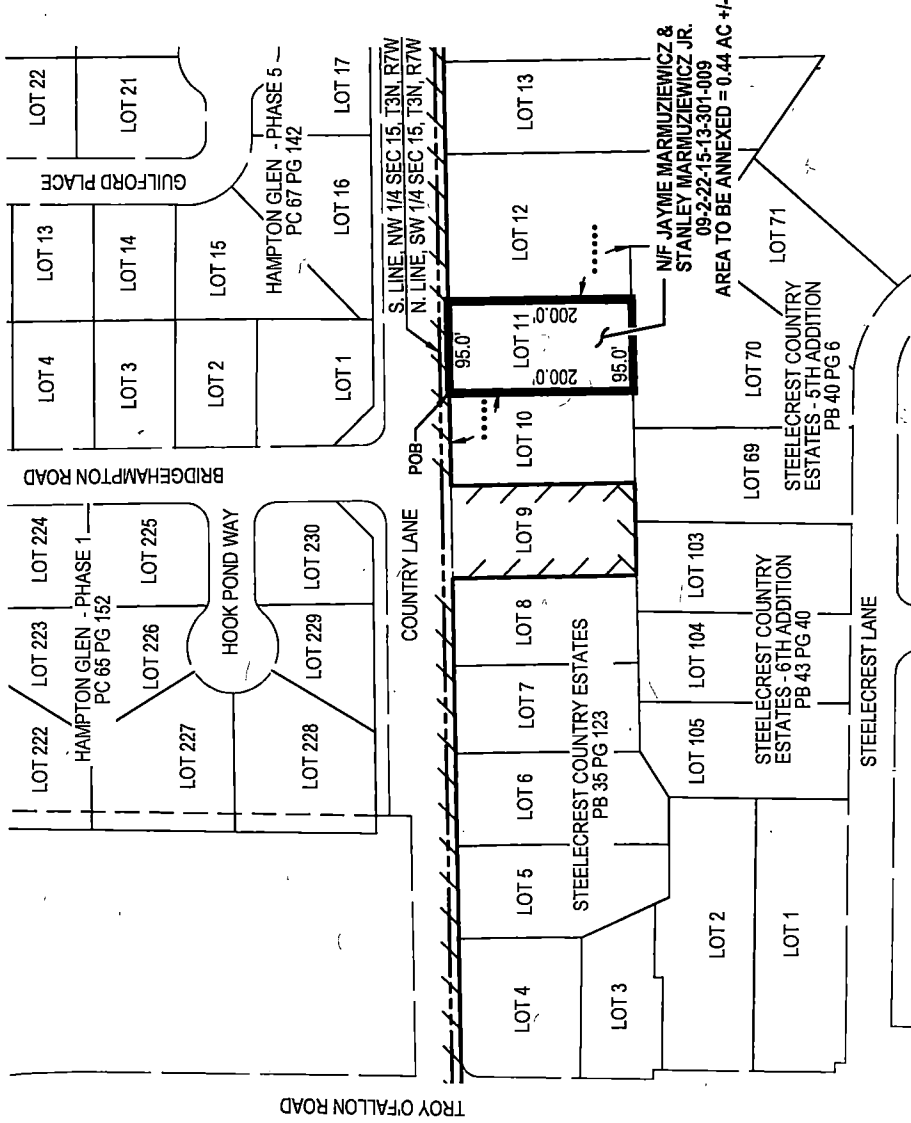 LOT 22
LOT 21
LOT 17
GUILFORD PLACE
HAMPTON GLEN - PHASE 5
PC 67 PG 142
LOT 13
LOT 14
LOT 15
LOT 16
LOT 4
LOT 3
LOT 2
LOT 1
BRIDGEHAMPTON ROAD
LOT 224
LOT 225
HOOK POND WAY
LOT 230
LOT 223
HAMPTON GLEN - PHASE 1
PC 65 PG 152
LOT 226
LOT 229
LOT 222
LOT 227
LOT 228
S. LINE, NW 1/4 SEC 15, T3N, R7W
N. LINE, SW 1/4 SEC 15, T3N, R7W
COUNTRY LANE
POB
TROY O'FALLON ROAD
LOT 13
LOT 12
95.0'
LOT 11
200.0'
200.0'
95.0'
LOT 10
LOT 9
LOT 8
LOT 7
LOT 6
LOT 5
STEELECREST COUNTRY ESTATES
PB 35 PG 123
LOT 4
LOT 3
LOT 2
LOT 1
N/F JAYME MARMUZIEWICZ &
STANLEY MARMUZIEWICZ JR.
09-2-22-15-13-301-009
AREA TO BE ANNEXED = 0.44 AC +/-
LOT 71
LOT 70
LOT 69
STEELECREST COUNTRY
ESTATES - 5TH ADDITION
PB 40 PG 6
LOT 103
LOT 104
LOT 105
STEELECREST COUNTRY
ESTATES - 6TH ADDITION
PB 43 PG 40
STEELECREST LANE